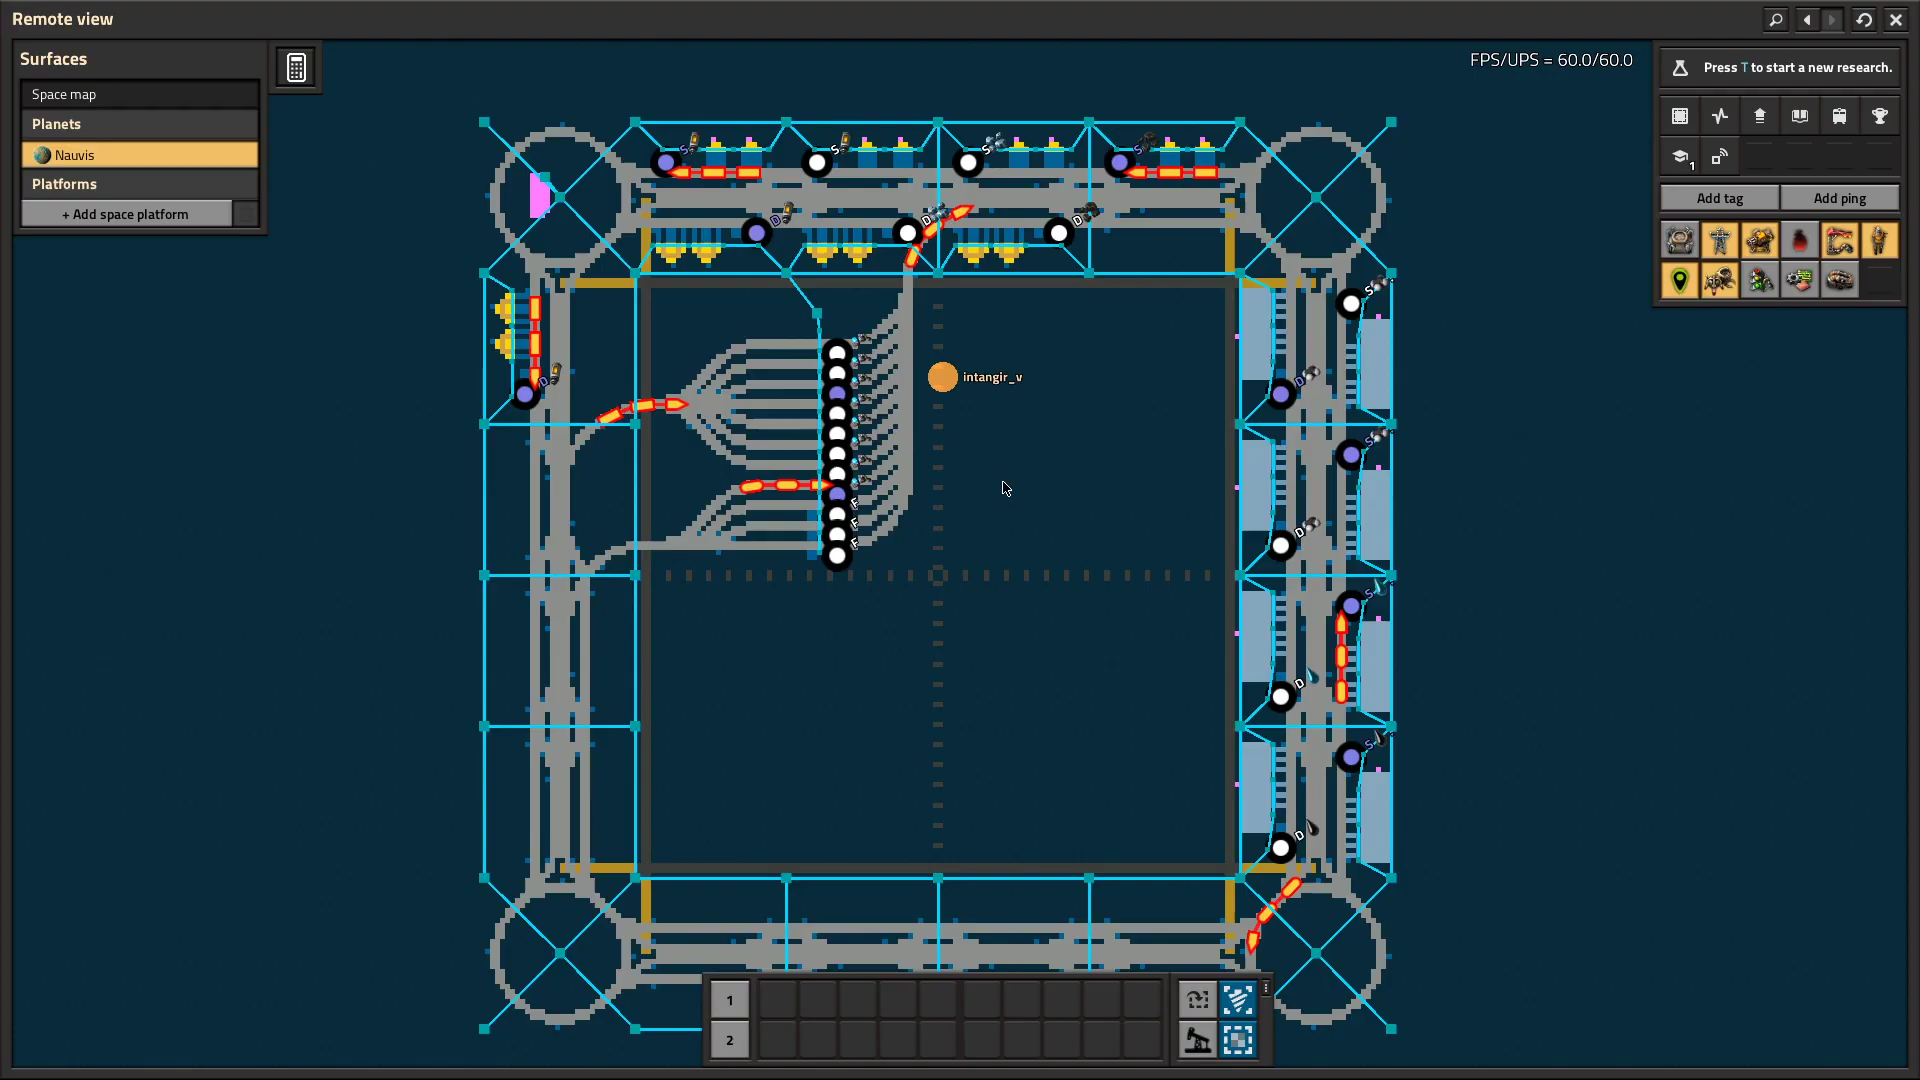 Remote view
Surfaces
Space map
Planets
Nauvis
Platforms
+ Add space platform
FPS/UPS = 60.0/60.0
Press T to start a new research.
1
Add tag
Add ping
S
S
S
S
D
D
D
D
intangir_v
F
F
F
S
D
S
D
S
D
S
D
1
2